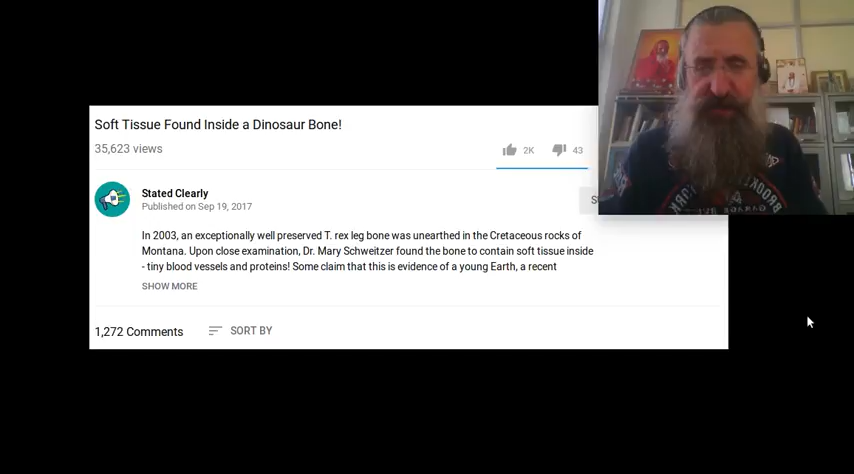 Soft Tissue Found Inside a Dinosaur Bone!
35,623 views
2K
43
Stated Clearly
Published on Sep 19, 2017
In 2003, an exceptionally well preserved T. rex leg bone was unearthed in the Cretaceous rocks of
Montana. Upon close examination, Dr. Mary Schweitzer found the bone to contain soft tissue inside
- tiny blood vessels and proteins! Some claim that this is evidence of a young Earth, a recent
SHOW MORE
1,272 Comments
SORT BY